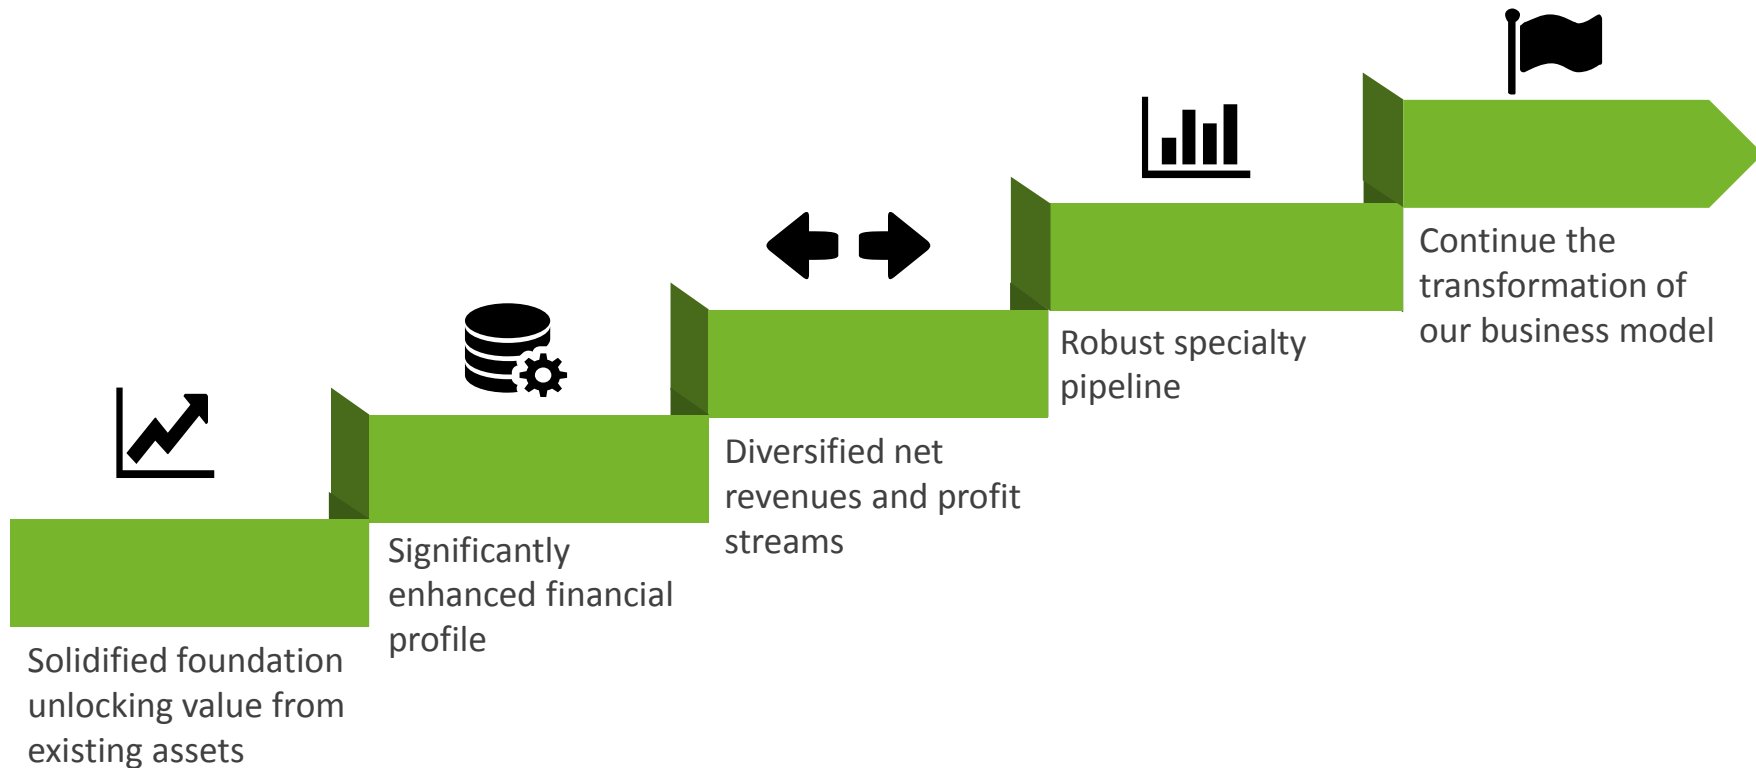 Solidified foundation
unlocking value from
existing assets
Significantly
enhanced financial
profile
Diversified net
revenues and profit
streams
Robust specialty
pipeline
Continue the
transformation of
our business model